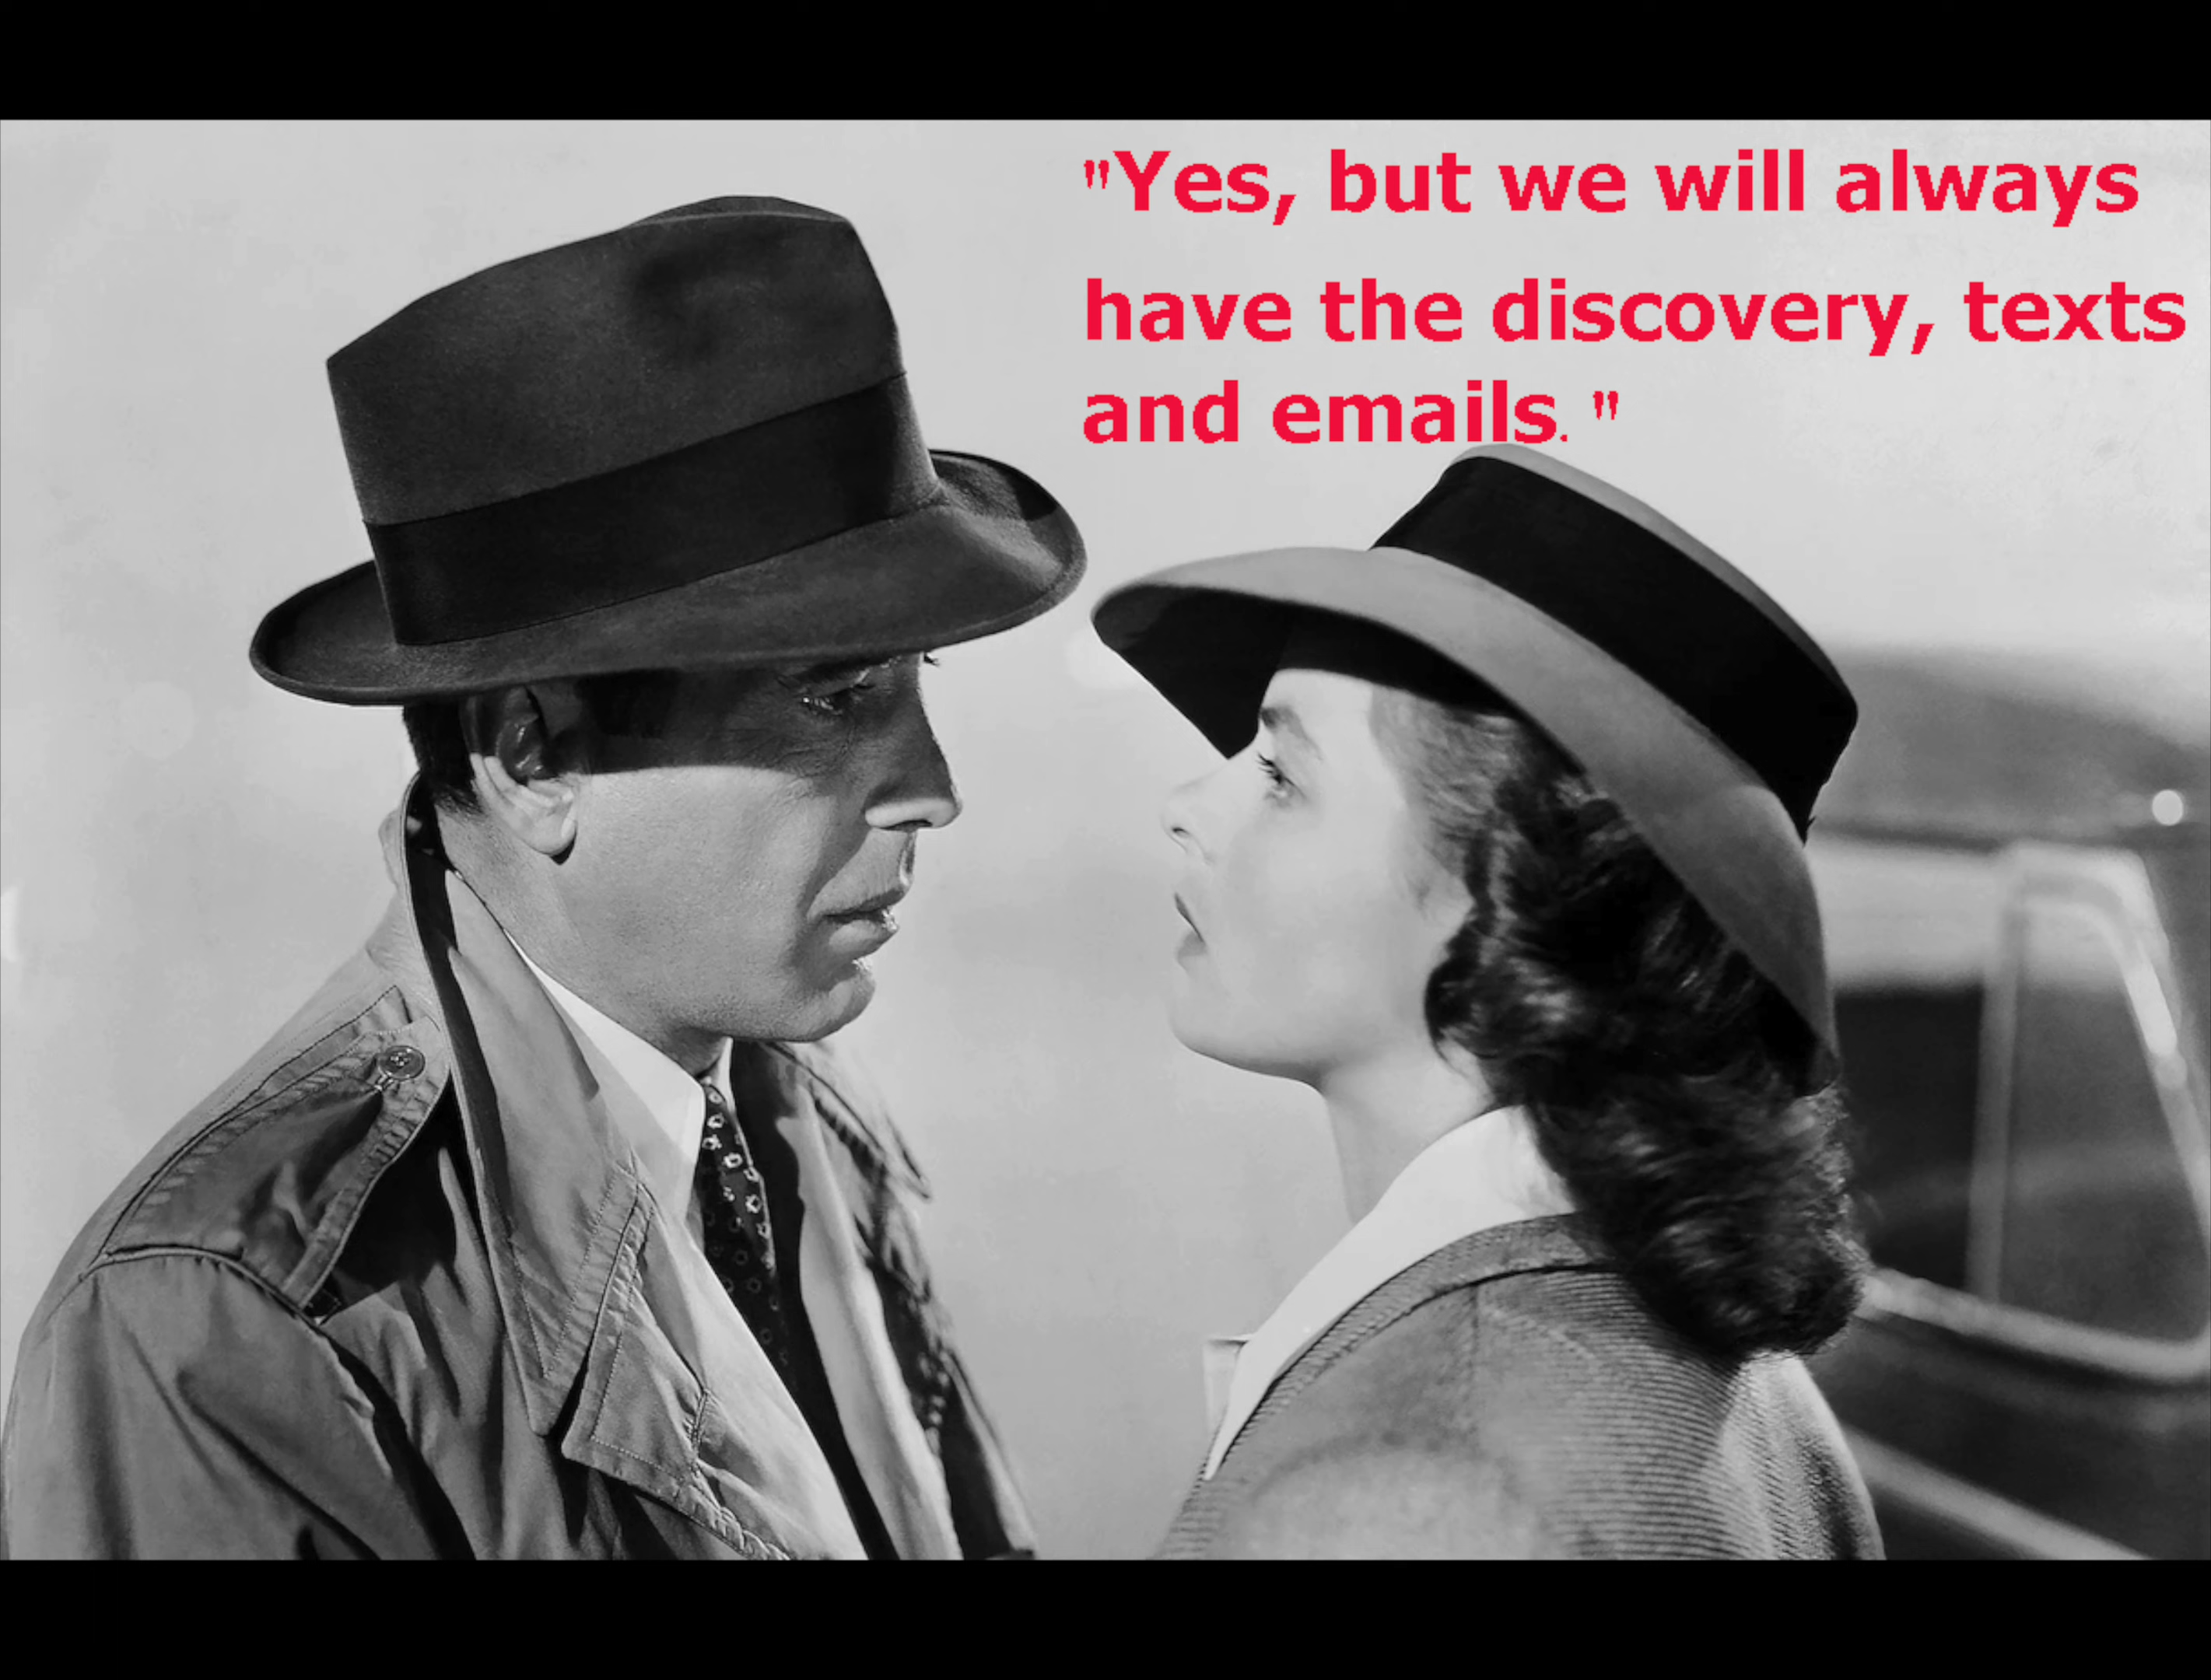 "Yes, but we will always
have the discovery, texts
and emails. "